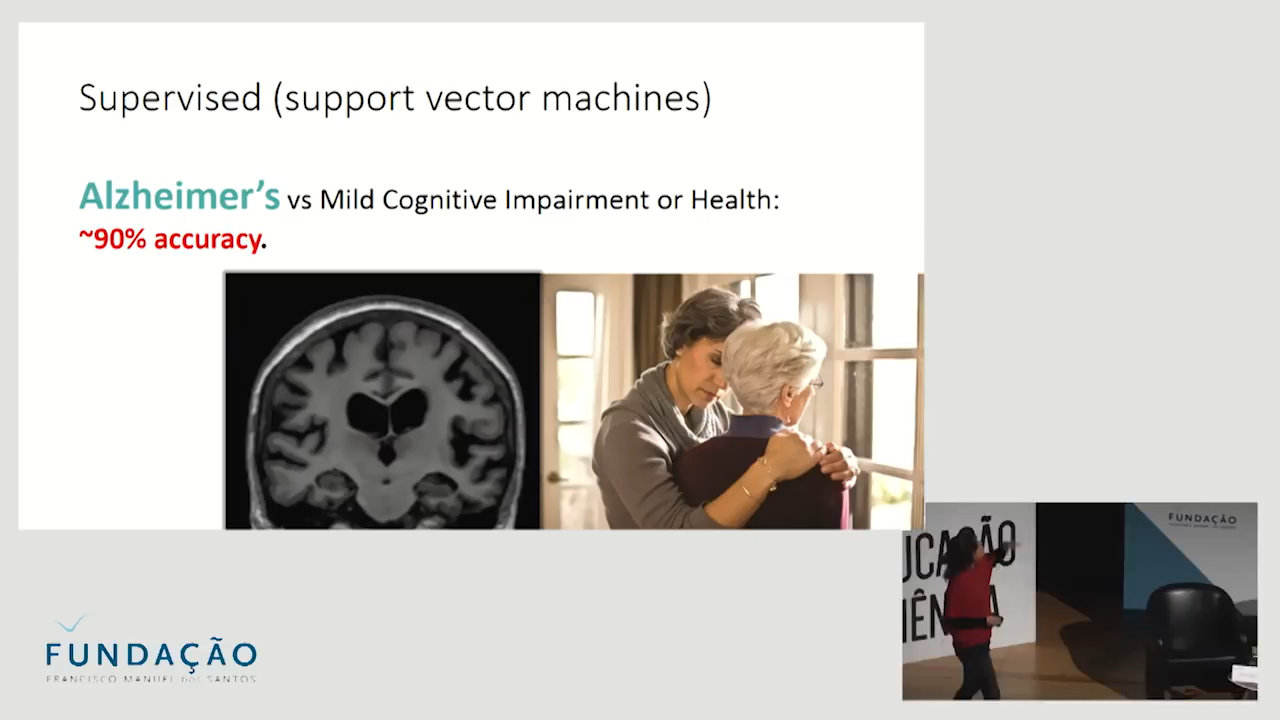 Supervised (support vector machines)
Alzheimer’s vs Mild Cognitive Impairment or Health:
~90% accuracy.
FUNDAÇÃO
FRANCISCO MANUEL DOS SANTOS
UCAÇÃO
FUNDAÇÃO